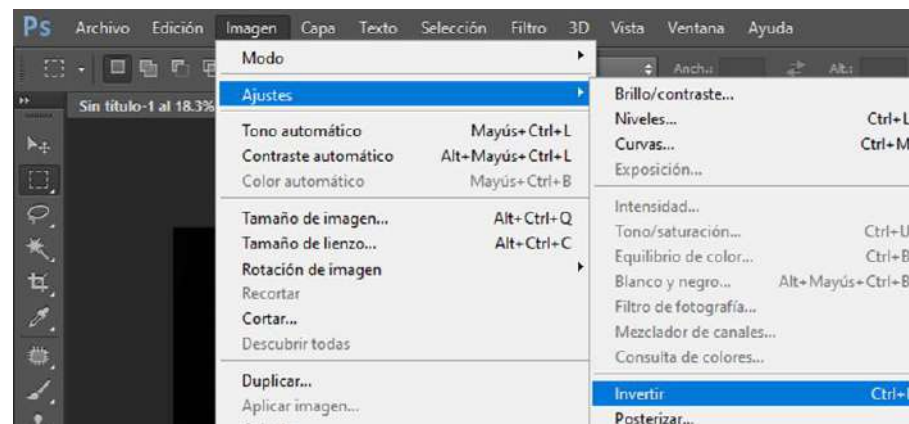 Ps Archivo Edición Imagen Capa Texto Selección Filtro 3D Vista Ventana Ayuda
Anch.: Alt.:
Sin título-1 al 18.3%
Modo
Ajustes
Tono automático Mayús+Ctrl+L
Contraste automático Alt+Mayús+Ctrl+L
Color automático Mayús+Ctrl+B
Tamaño de imagen... Alt+Ctrl+Q
Tamaño de lienzo... Alt+Ctrl+C
Rotación de imagen
Recortar
Cortar...
Descubrir todas
Duplicar...
Aplicar imagen...
Brillo/contraste...
Niveles... Ctrl+L
Curvas... Ctrl+M
Exposición...
Intensidad...
Tono/saturación... Ctrl+U
Equilibrio de color... Ctrl+B
Blanco y negro... Alt+Mayús+Ctrl+B
Filtro de fotografía...
Mezclador de canales...
Consulta de colores...
Invertir Ctrl+I
Posterizar...